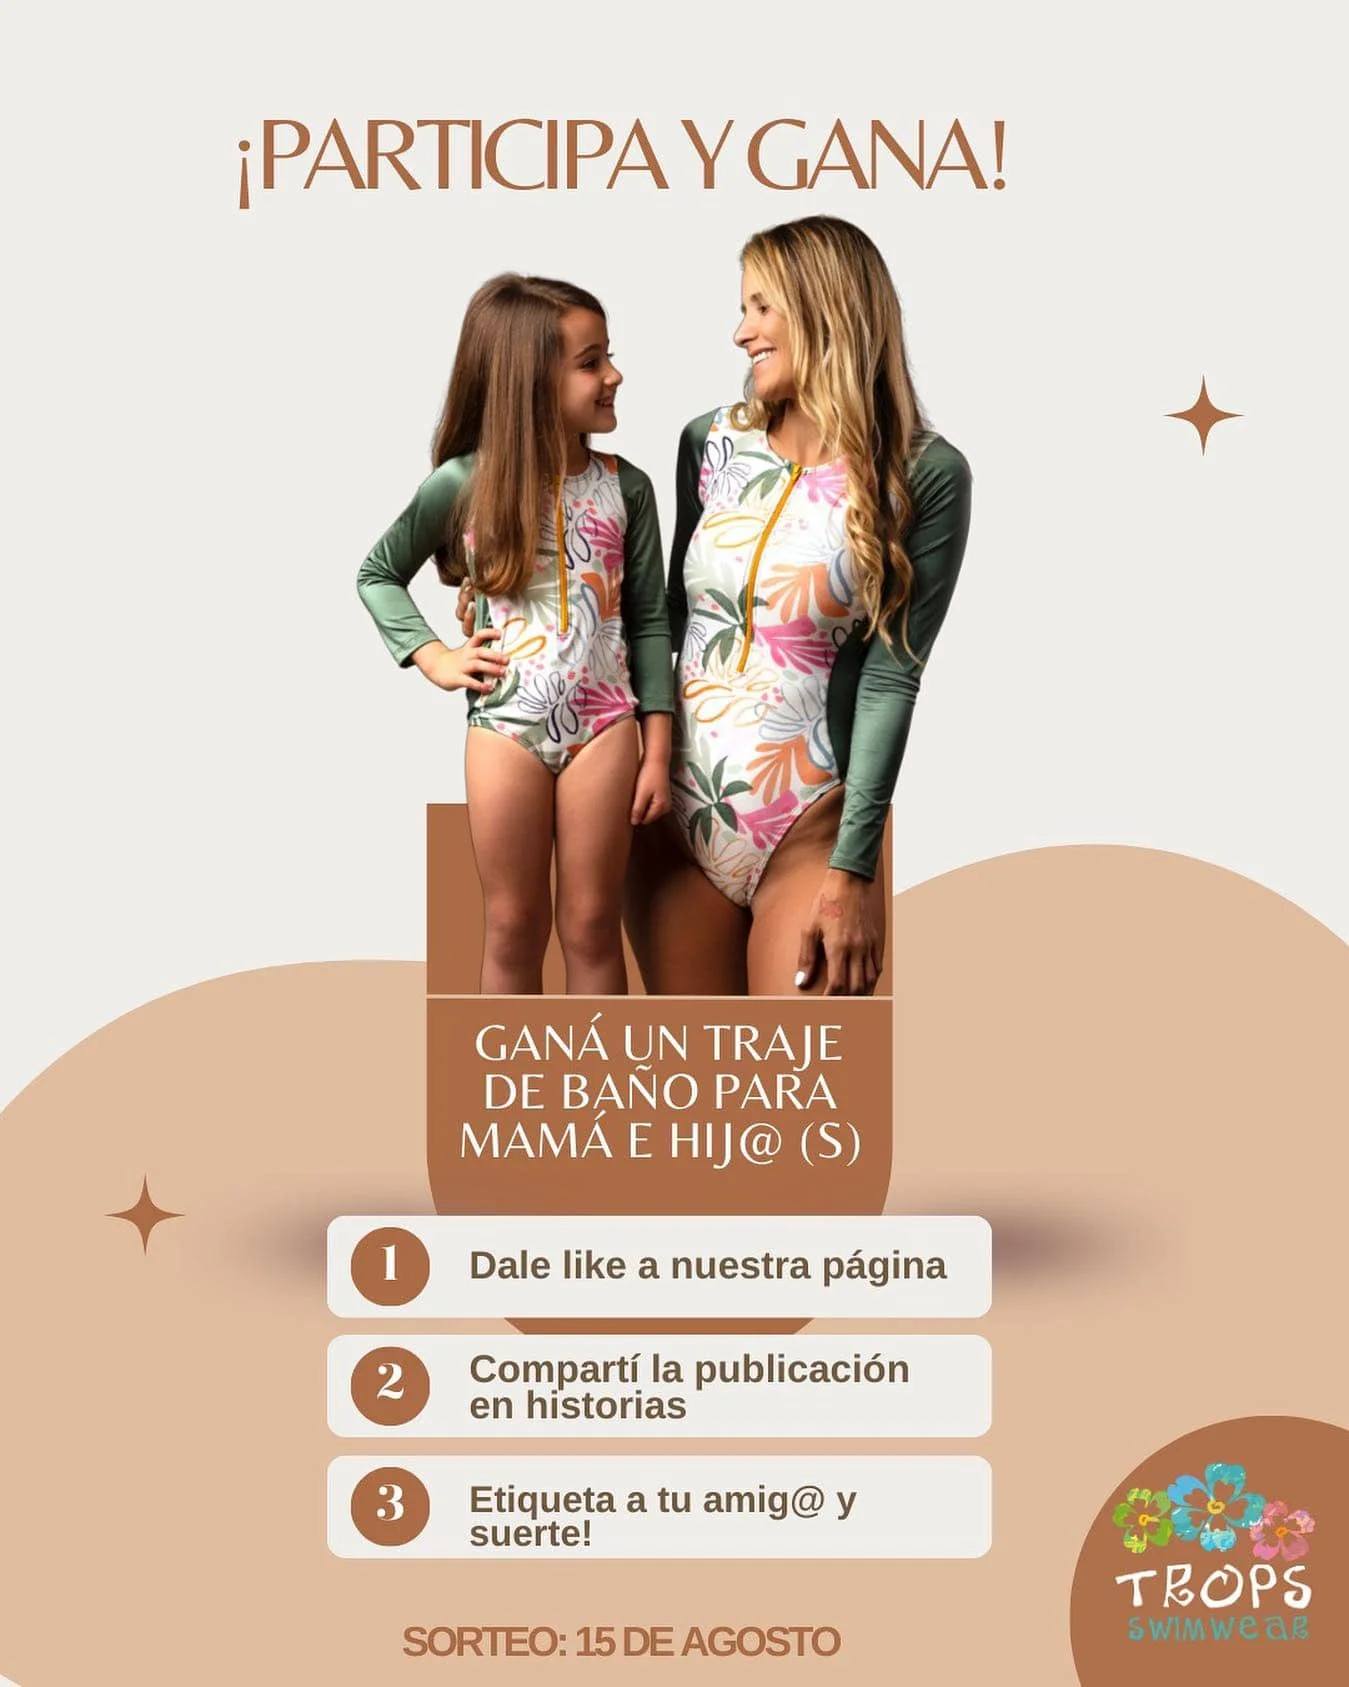 ¡PARTICIPA Y GANA!
GANÁ UN TRAJE
DE BAÑO PARA
MAMÁ E HIJ@ (S)
1 Dale like a nuestra página
2 Compartí la publicación
en historias
3 Etiqueta a tu amig@ y
suerte!
SORTEO: 15 DE AGOSTO
TROPS
SWIMWEAR